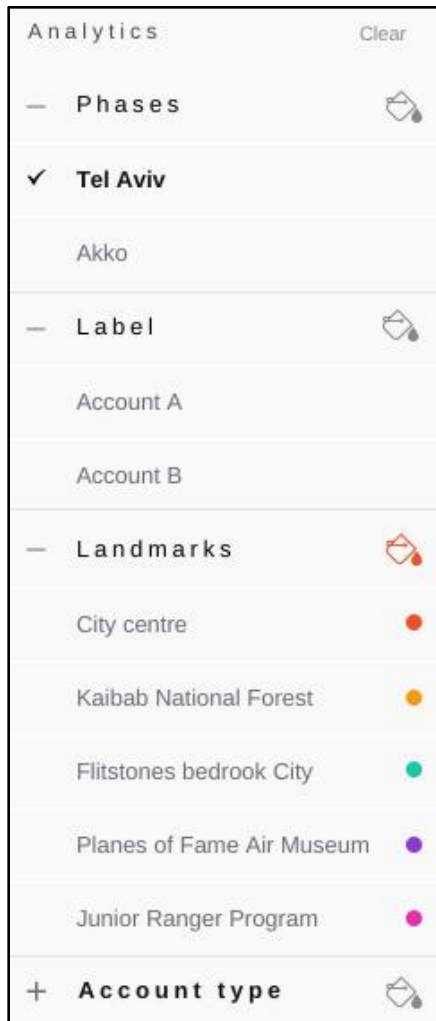 Analytics Clear
Phases
Tel Aviv
Akko
Label
Account A
Account B
Landmarks
City centre
Kaibab National Forest
Flitstones bedrook City
Planes of Fame Air Museum
Junior Ranger Program
Account type